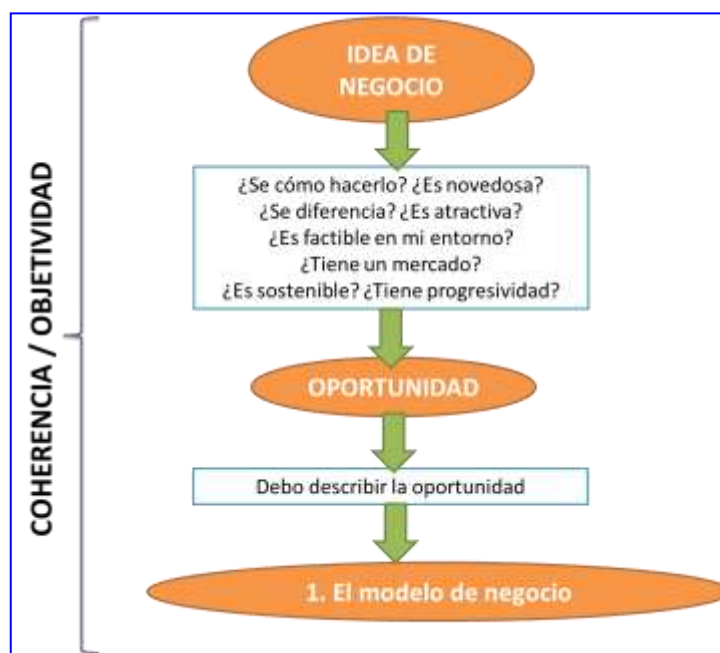 IDEA DE
NEGOCIO
¿Se cómo hacerlo? ¿Es novedosa?
¿Se diferencia? ¿Es atractiva?
¿Es factible en mi entorno?
¿Tiene un mercado?
¿Es sostenible? ¿Tiene progresividad?
COHERENCIA / OBJETIVIDAD
OPORTUNIDAD
Debo describir la oportunidad
1. El modelo de negocio